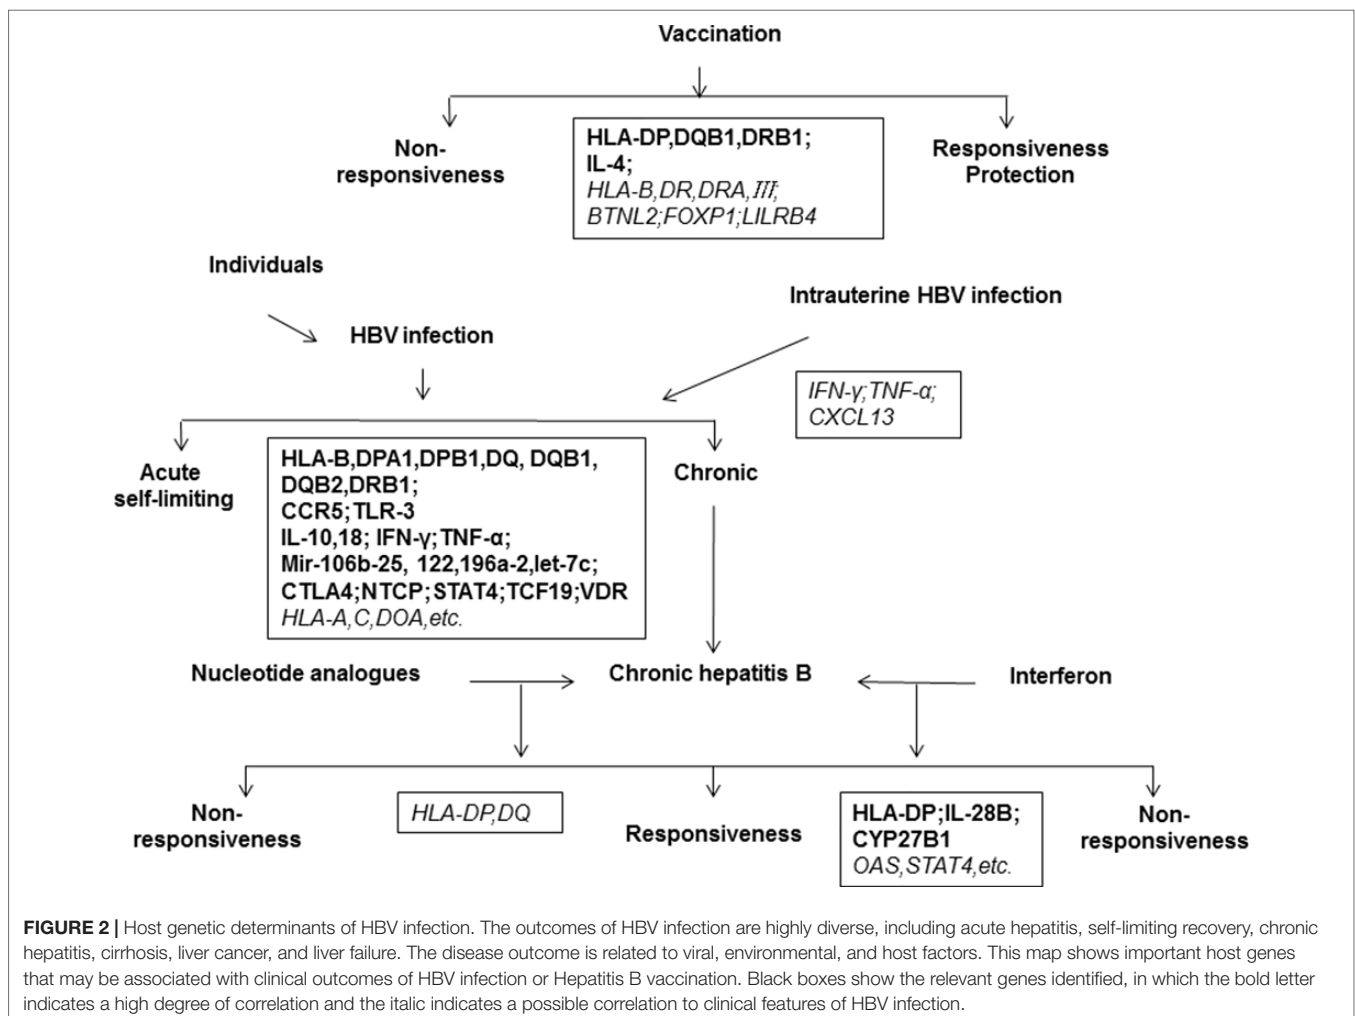 Vaccination
Non-
responsiveness
HLA-DP,DQB1,DRB1;
IL-4;
HLA-B,DR,DRA,III;
BTNL2;FOXP1;LILRB4
Responsiveness
Protection
Individuals
Intrauterine HBV infection
HBV infection
IFN-γ;TNF-α;
CXCL13
Acute
self-limiting
HLA-B,DPA1,DPB1,DQ, DQB1,
DQB2,DRB1;
CCR5;TLR-3
IL-10,18; IFN-γ;TNF-α;
Mir-106b-25, 122,196a-2,let-7c;
CTLA4;NTCP;STAT4;TCF19;VDR
HLA-A,C,DOA,etc.
Chronic
Nucleotide analogues
Chronic hepatitis B
Interferon
Non-
responsiveness
HLA-DP,DQ
Responsiveness
HLA-DP;IL-28B;
CYP27B1
OAS,STAT4,etc.
Non-
responsiveness
FIGURE 2 | Host genetic determinants of HBV infection. The outcomes of HBV infection are highly diverse, including acute hepatitis, self-limiting recovery, chronic
hepatitis, cirrhosis, liver cancer, and liver failure. The disease outcome is related to viral, environmental, and host factors. This map shows important host genes
that may be associated with clinical outcomes of HBV infection or Hepatitis B vaccination. Black boxes show the relevant genes identified, in which the bold letter
indicates a high degree of correlation and the italic indicates a possible correlation to clinical features of HBV infection.